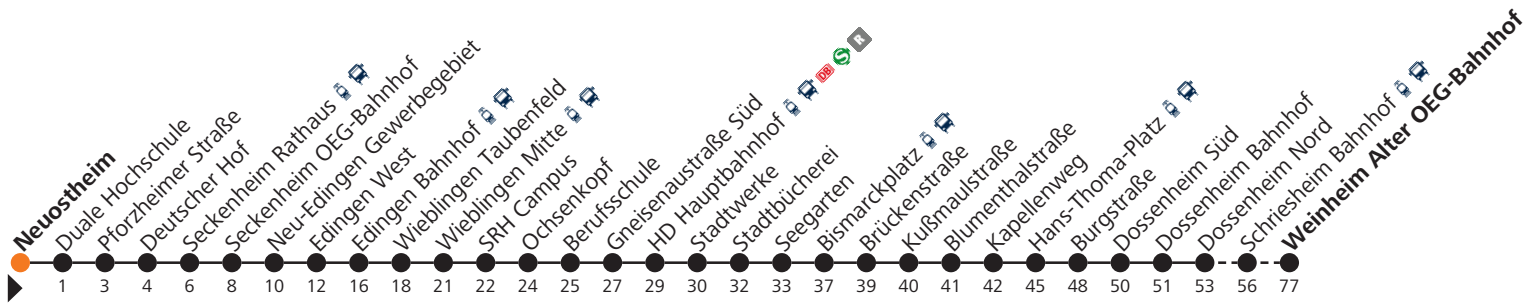 Neuostheim
Duale Hochschule
Pforzheimer Straße
Deutscher Hof
Seckenheim Rathaus
Seckenheim OEG-Bahnhof
Neu-Edingen Gewerbegebiet
Edingen West
Edingen Bahnhof
Wieblingen Taubenfeld
Wieblingen Mitte
SRH Campus
Ochsenkopf
Berufsschule
Gneisenaustraße Süd
HD Hauptbahnhof DB S R
Stadtwerke
Stadtbücherei
Seegarten
Bismarckplatz
Brückenstraße
Kußmaulstraße
Blumenthalstraße
Kapellenweg
Hans-Thoma-Platz
Burgstraße
Dossenheim Süd
Dossenheim Bahnhof
Dossenheim Nord
Schriesheim Bahnhof
Weinheim Alter OEG-Bahnhof
1 3 4 6 8 10 12 16 18 21 22 24 25 27 29 30 32 33 37 39 40 41 42 45 48 50 51 53 56 77